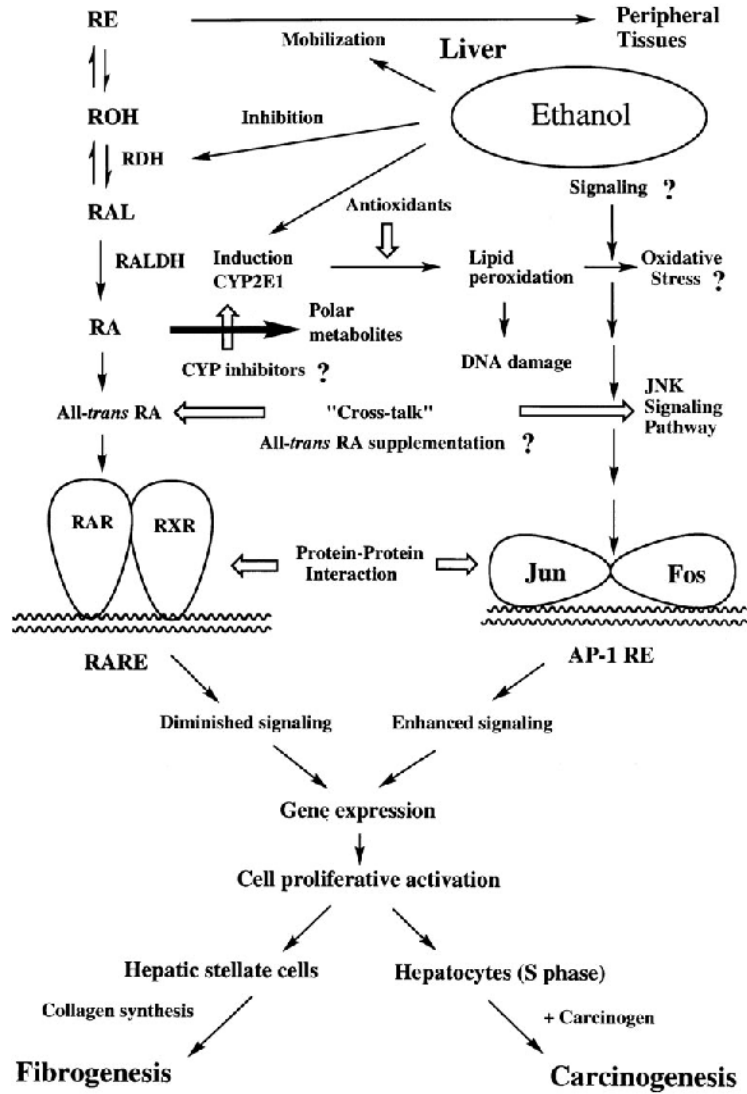 RE
Peripheral
Tissues
Mobilization
Liver
ROH
Inhibition
Ethanol
RDH
Signaling ?
RAL
Antioxidants
RALDH
Induction
CYP2E1
Lipid
peroxidation
Oxidative
Stress ?
RA
Polar
metabolites
CYP inhibitors ?
DNA damage
All-trans RA
"Cross-talk"
JNK
Signaling
Pathway
All-trans RA supplementation ?
RAR
RXR
Protein-Protein
Interaction
Jun
Fos
RARE
AP-1 RE
Diminished signaling
Enhanced signaling
Gene expression
Cell proliferative activation
Hepatic stellate cells
Hepatocytes (S phase)
Collagen synthesis
+ Carcinogen
Fibrogenesis
Carcinogenesis